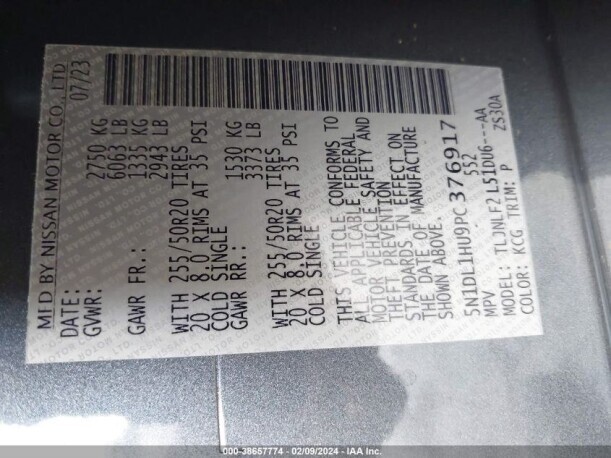 MFD BY NISSAN MOTOR CO., LTD
DATE: 07/23
GVWR: 2750 KG
6063 LB
GAWR FR.: 1335 KG
2943 LB
WITH 255/50R20 TIRES
20 X 8.0 RIMS AT 35 PSI
COLD SINGLE
GAWR RR.: 1530 KG
3373 LB
WITH 255/50R20 TIRES
20 X 8.0 RIMS AT 35 PSI
COLD SINGLE
THIS VEHICLE CONFORMS TO
ALL APPLICABLE FEDERAL
MOTOR VEHICLE SAFETY AND
THEFT PREVENTION
STANDARDS IN EFFECT ON
THE DATE OF MANUFACTURE
SHOWN ABOVE.
5N1DL1HU9PC376917
MPV 532
MODEL: TLJNLF2 L51DU6---AA
COLOR: KCG TRIM: P ZS30A
000-38657774 - 02/09/2024 - IAA Inc.